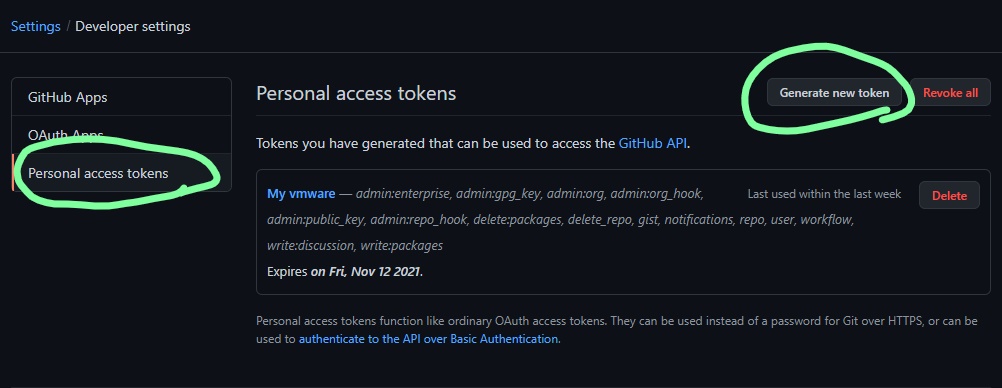 Settings / Developer settings
GitHub Apps
OAuth Apps
Personal access tokens
Personal access tokens
Generate new token
Revoke all
Tokens you have generated that can be used to access the GitHub API.
My vmware — admin:enterprise, admin:gpg_key, admin:org, admin:org_hook,
admin:public_key, admin:repo_hook, delete:packages, delete_repo, gist, notifications, repo, user, workflow,
write:discussion, write:packages
Last used within the last week
Delete
Expires on Fri, Nov 12 2021.
Personal access tokens function like ordinary OAuth access tokens. They can be used instead of a password for Git over HTTPS, or can be
used to authenticate to the API over Basic Authentication.